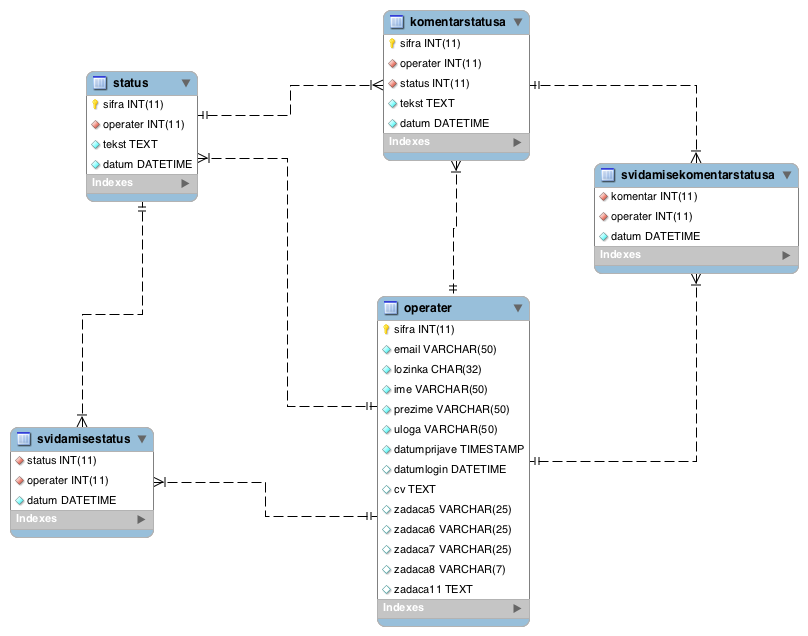 komentarstatusa
sifra INT(11)
operater INT(11)
status INT(11)
tekst TEXT
datum DATETIME
Indexes
status
sifra INT(11)
operater INT(11)
tekst TEXT
datum DATETIME
Indexes
svidamisekomentarstatusa
komentar INT(11)
operater INT(11)
datum DATETIME
Indexes
operater
sifra INT(11)
email VARCHAR(50)
lozinka CHAR(32)
ime VARCHAR(50)
prezime VARCHAR(50)
uloga VARCHAR(50)
datumprijave TIMESTAMP
datumlogin DATETIME
cv TEXT
zadaca5 VARCHAR(25)
zadaca6 VARCHAR(25)
zadaca7 VARCHAR(25)
zadaca8 VARCHAR(7)
zadaca11 TEXT
Indexes
svidamisestatus
status INT(11)
operater INT(11)
datum DATETIME
Indexes